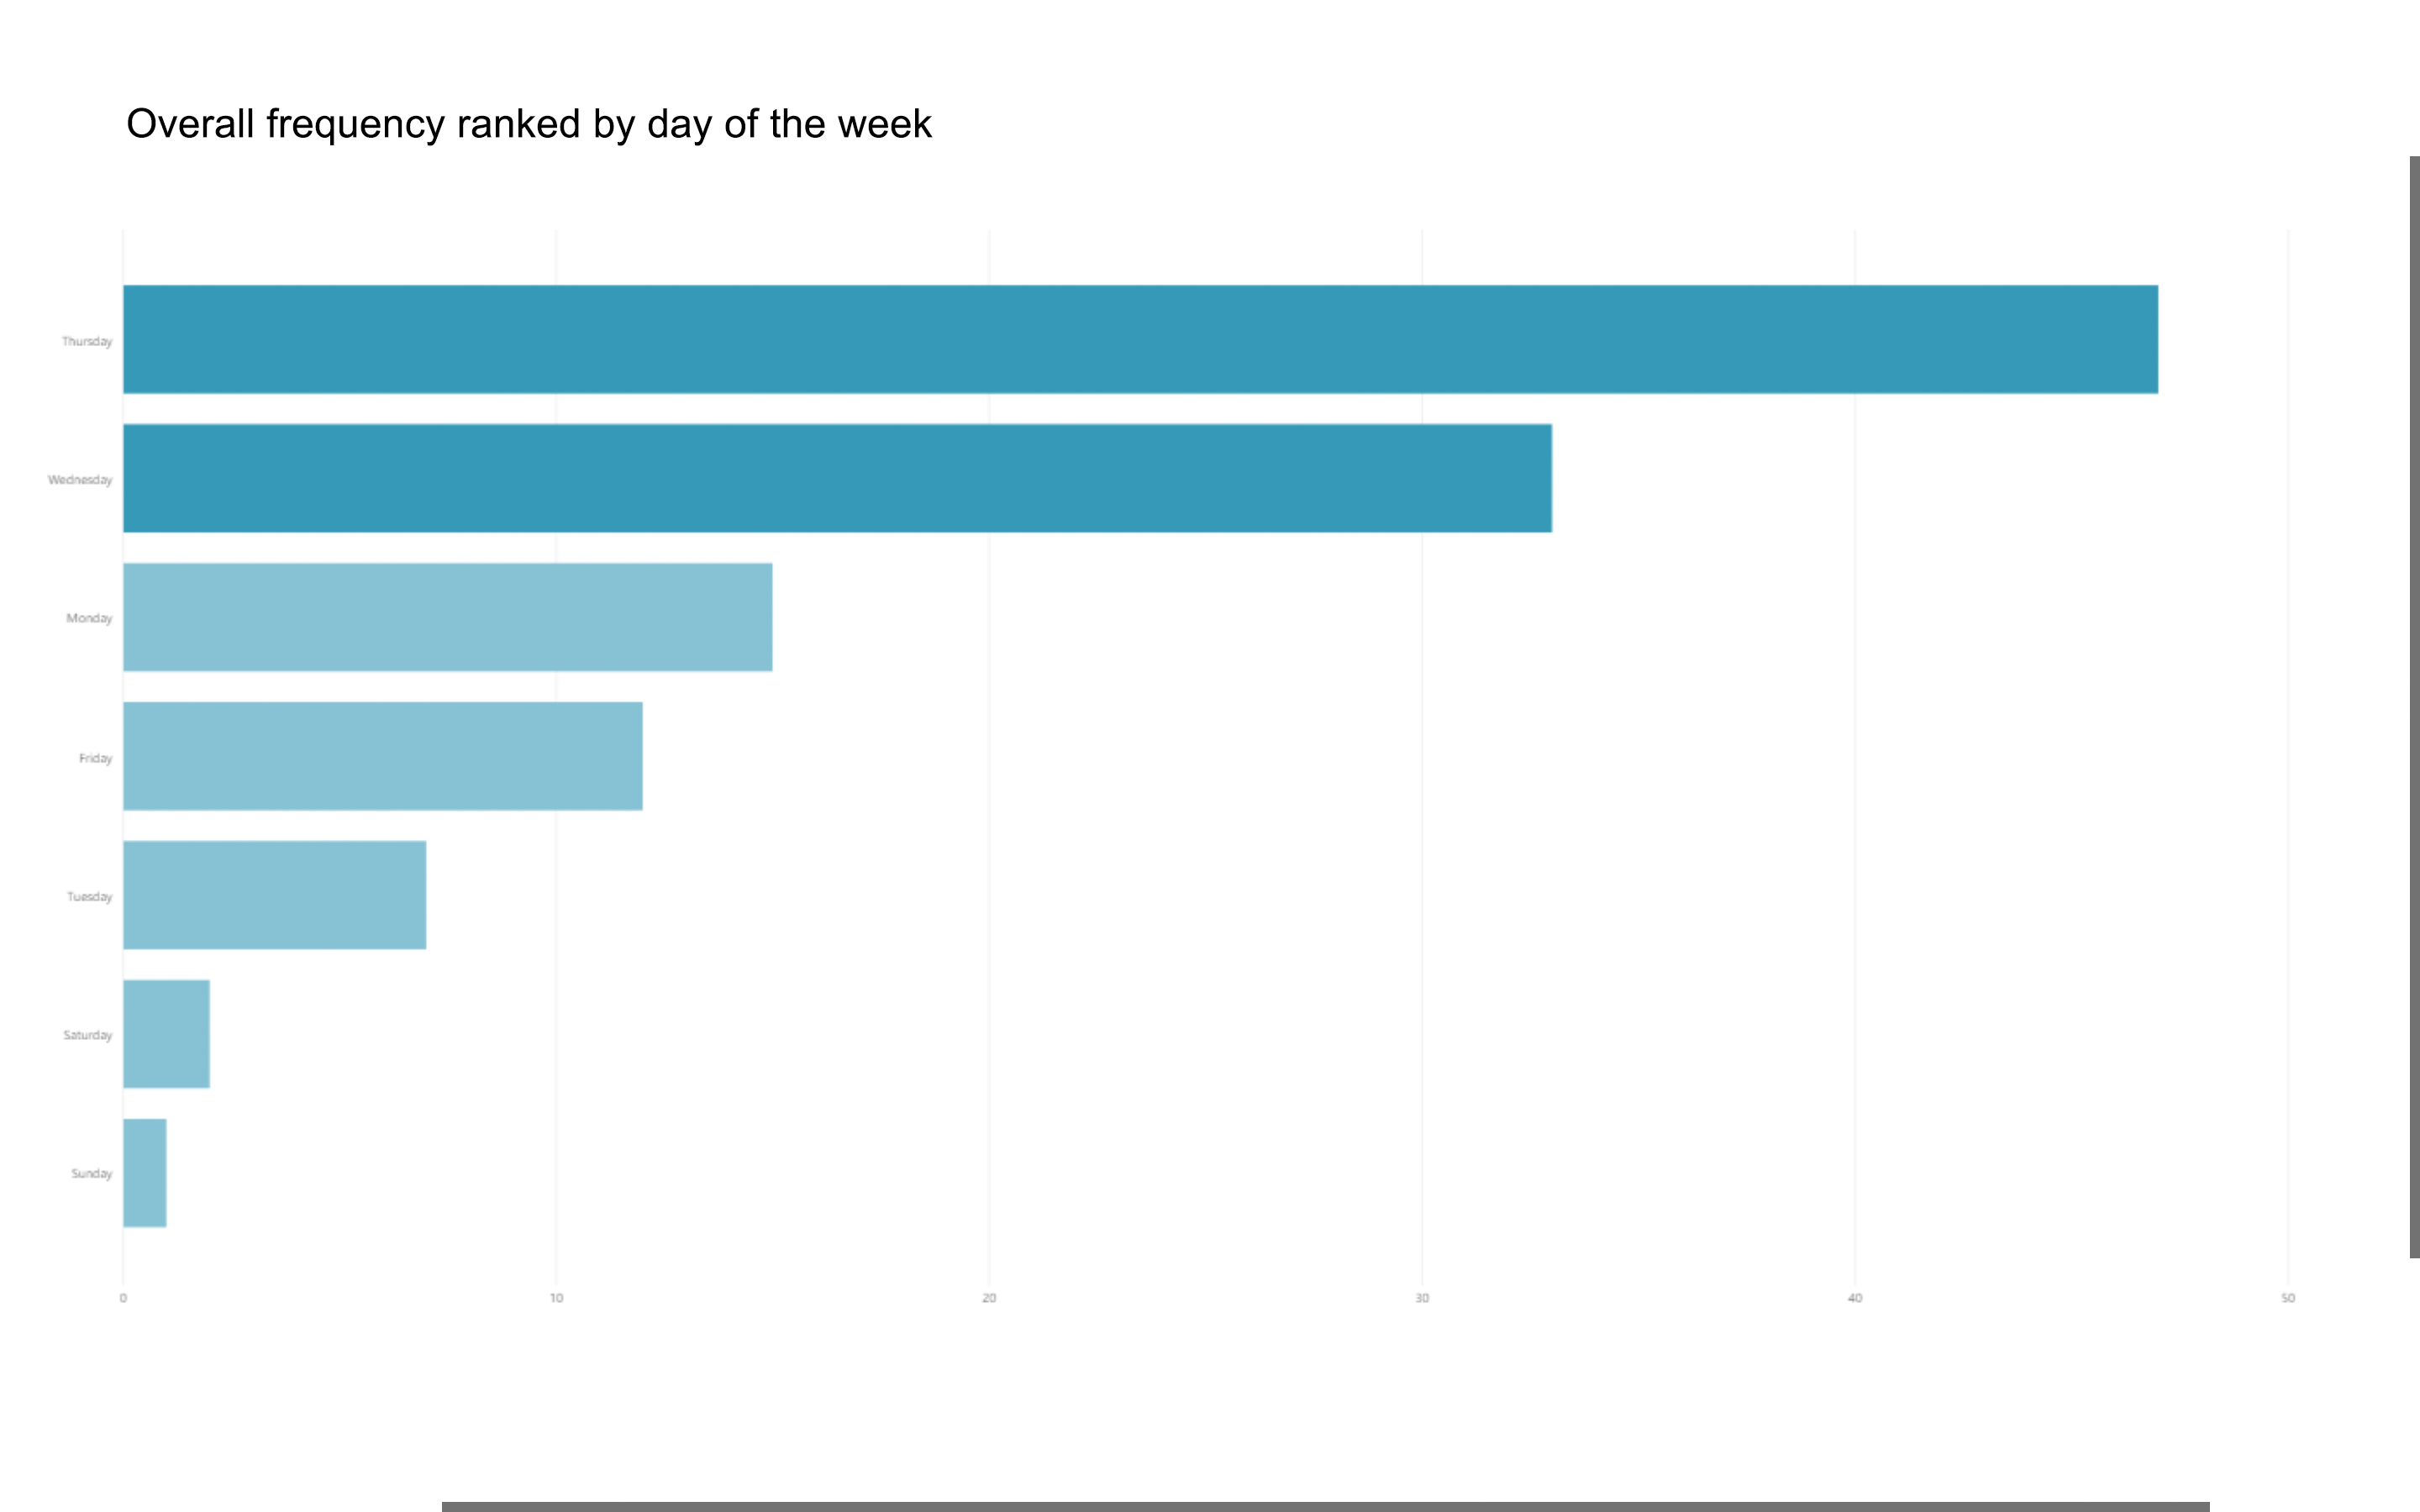 Overall frequency ranked by day of the week
Thursday
Wednesday
Monday
Friday
Tuesday
Saturday
Sunday
0 10 20 30 40 50